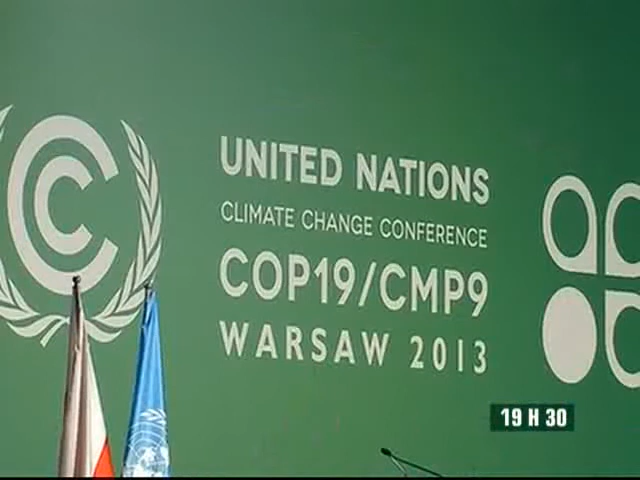 UNITED NATIONS
CLIMATE CHANGE CONFERENCE
COP19/CMP9
WARSAW 2013
19 H 30